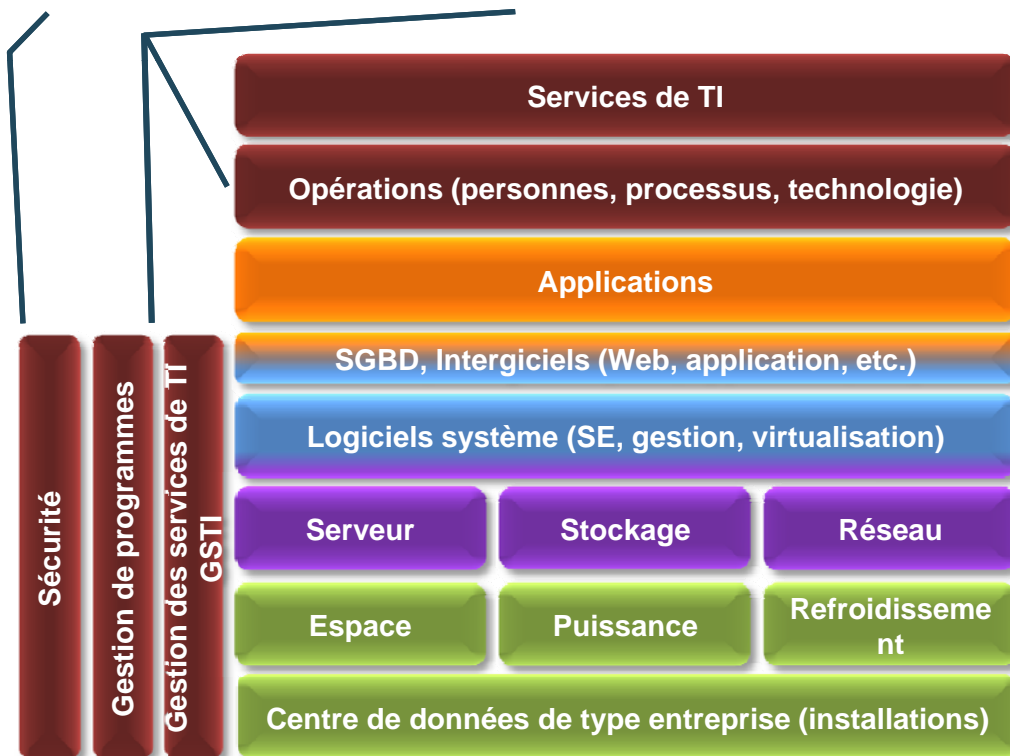 Services de TI
Opérations (personnes, processus, technologie)
Applications
SGBD, Intergiciels (Web, application, etc.)
Logiciels système (SE, gestion, virtualisation)
Serveur
Stockage
Réseau
Espace
Puissance
Refroidisseme
nt
Centre de données de type entreprise (installations)
Sécurité
Gestion de programmes
Gestion des services de TI
GSTI